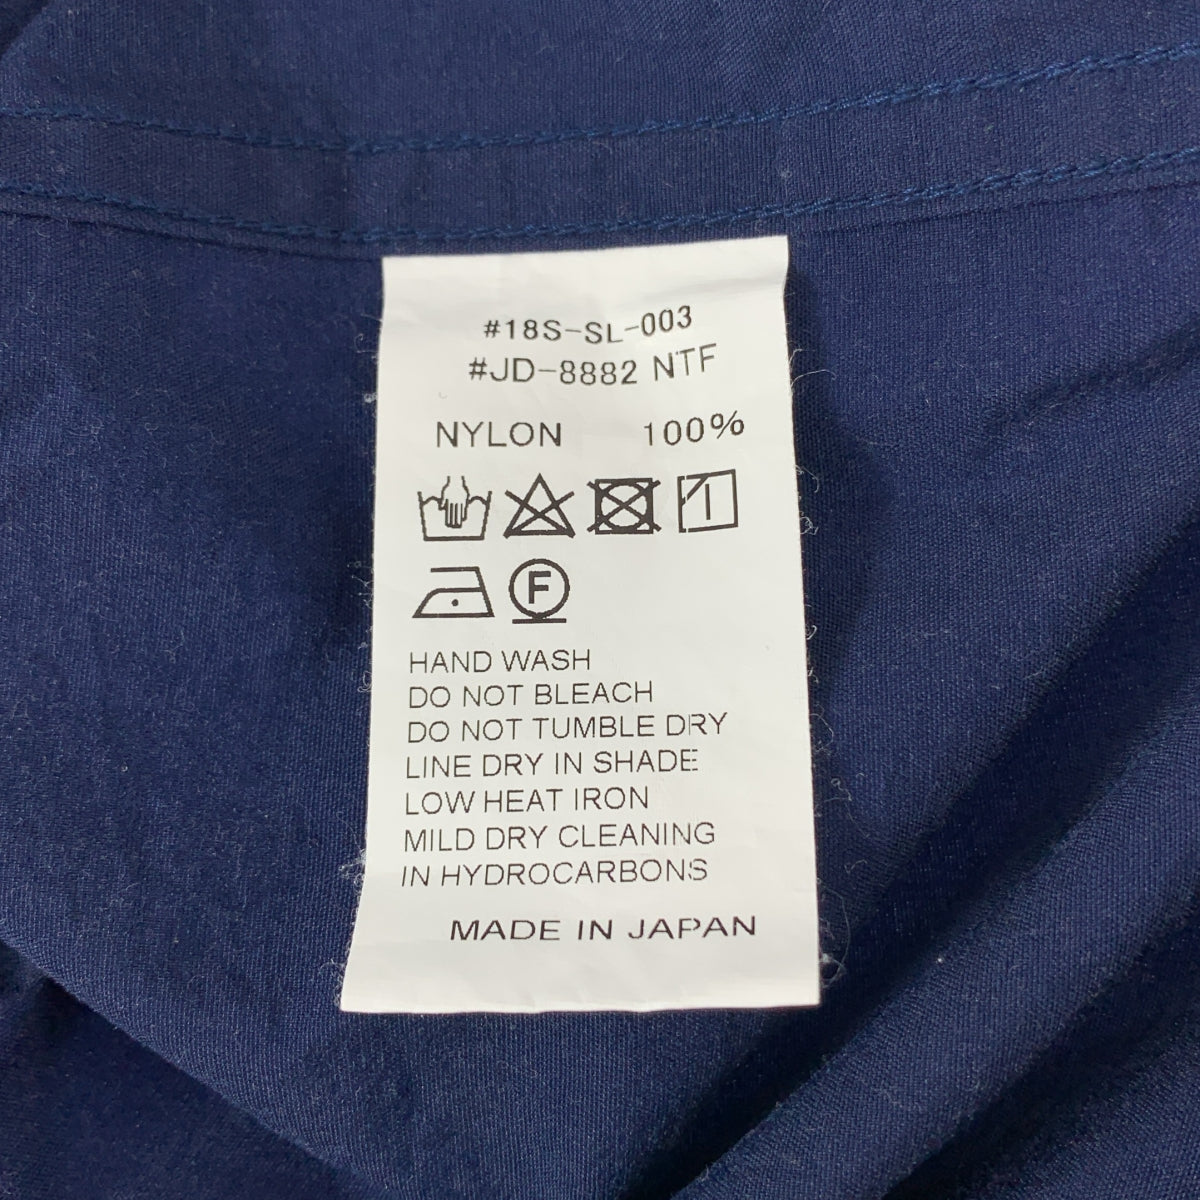 #18S-SL-003
#JD-8882 NTF
NYLON 100%
F
HAND WASH
DO NOT BLEACH
DO NOT TUMBLE DRY
LINE DRY IN SHADE
LOW HEAT IRON
MILD DRY CLEANING
IN HYDROCARBONS
MADE IN JAPAN